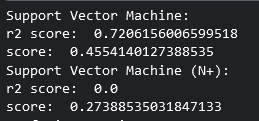 Support Vector Machine:
r2 score:  0.7206156006599518
score:  0.4554140127388535
Support Vector Machine (N+):
r2 score:  0.0
score:  0.27388535031847133